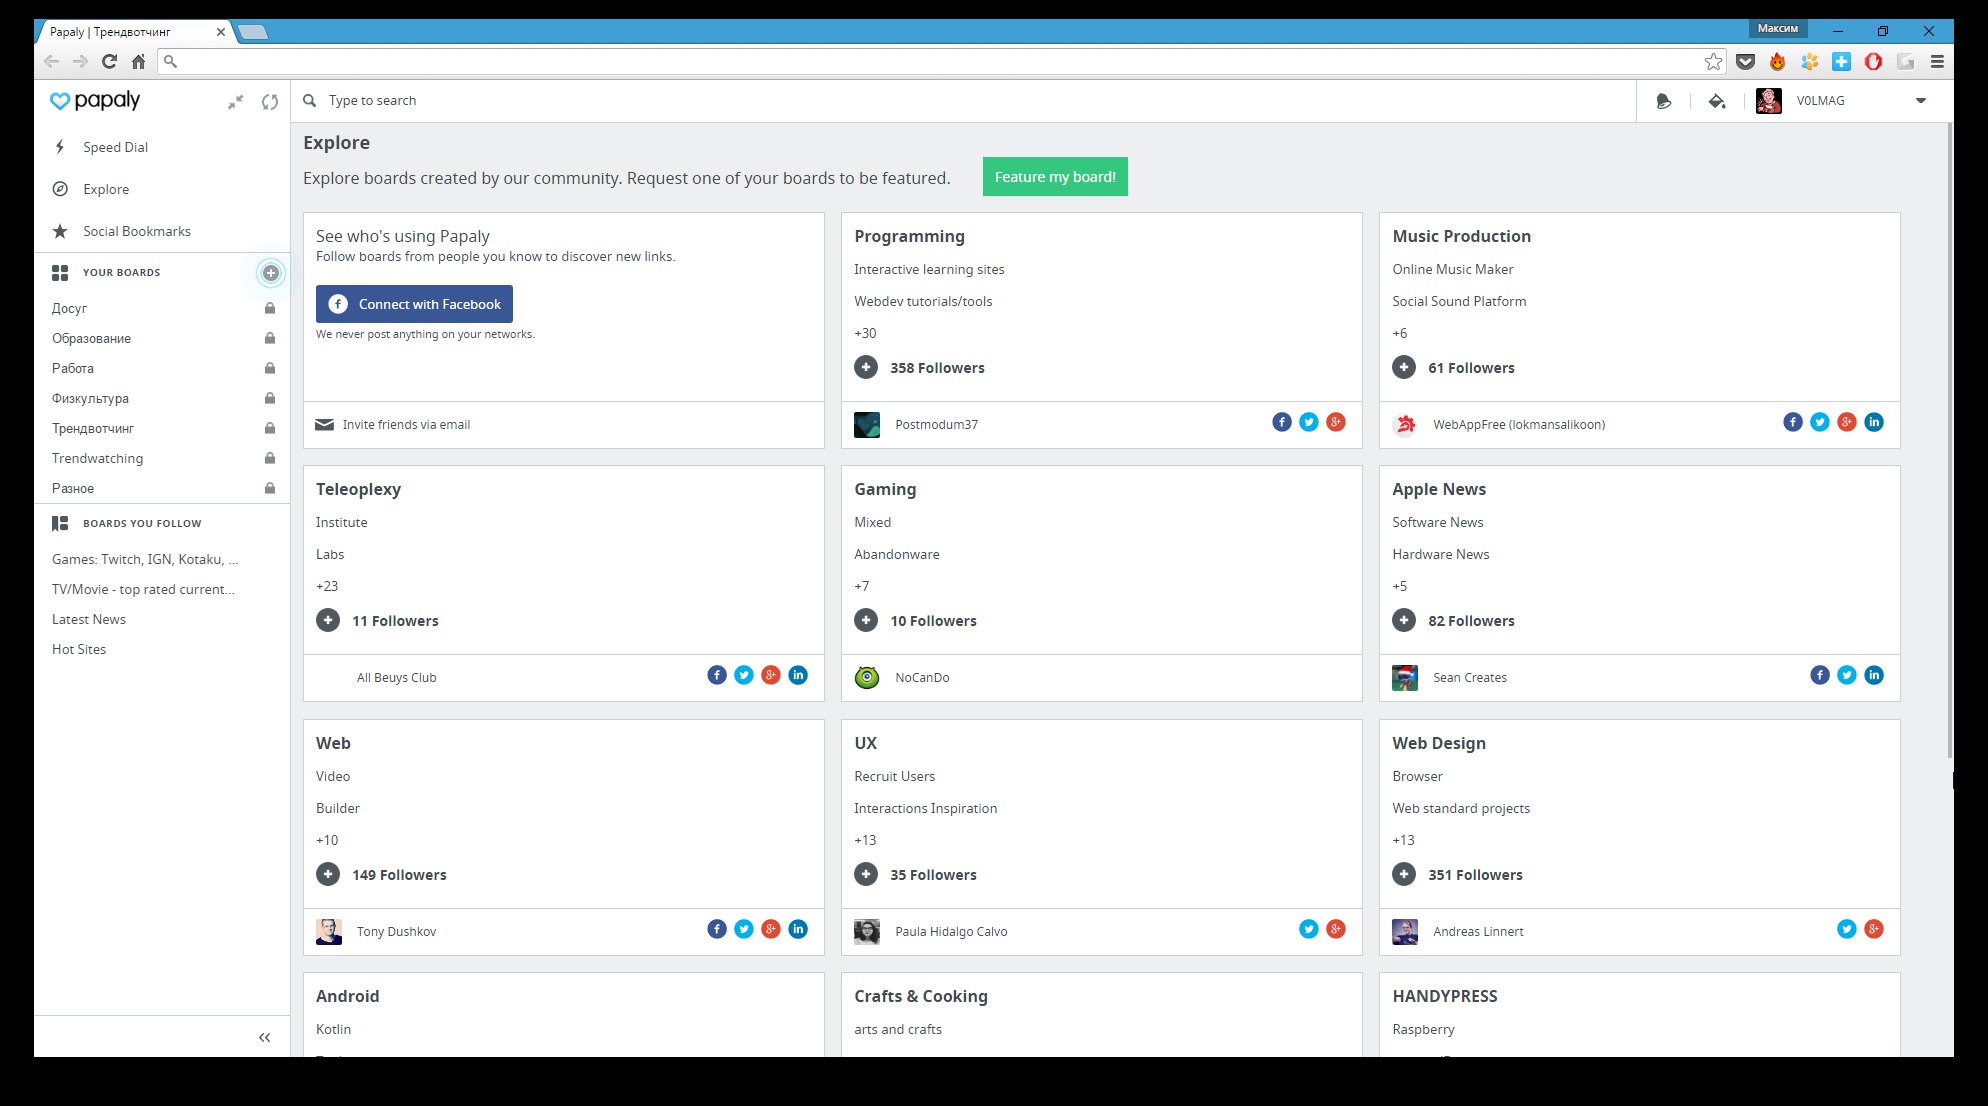 Papaly | Трендвотчинг
Максим
papaly
Type to search
V0LMAG
Speed Dial
Explore
Social Bookmarks
YOUR BOARDS
Досуг
Образование
Работа
Физкультура
Трендвотчинг
Trendwatching
Разное
BOARDS YOU FOLLOW
Games: Twitch, IGN, Kotaku, ...
TV/Movie - top rated current...
Latest News
Hot Sites
Explore
Explore boards created by our community. Request one of your boards to be featured.
Feature my board!
See who's using Papaly
Follow boards from people you know to discover new links.
Connect with Facebook
We never post anything on your networks.
Invite friends via email
Programming
Interactive learning sites
Webdev tutorials/tools
+30
358 Followers
Postmodum37
Music Production
Online Music Maker
Social Sound Platform
+6
61 Followers
WebAppFree (lokmansalikoon)
Teleoplexy
Institute
Labs
+23
11 Followers
All Beuys Club
Gaming
Mixed
Abandonware
+7
10 Followers
NoCanDo
Apple News
Software News
Hardware News
+5
82 Followers
Sean Creates
Web
Video
Builder
+10
149 Followers
Tony Dushkov
UX
Recruit Users
Interactions Inspiration
+13
35 Followers
Paula Hidalgo Calvo
Web Design
Browser
Web standard projects
+13
351 Followers
Andreas Linnert
Android
Kotlin
Crafts & Cooking
arts and crafts
HANDYPRESS
Raspberry